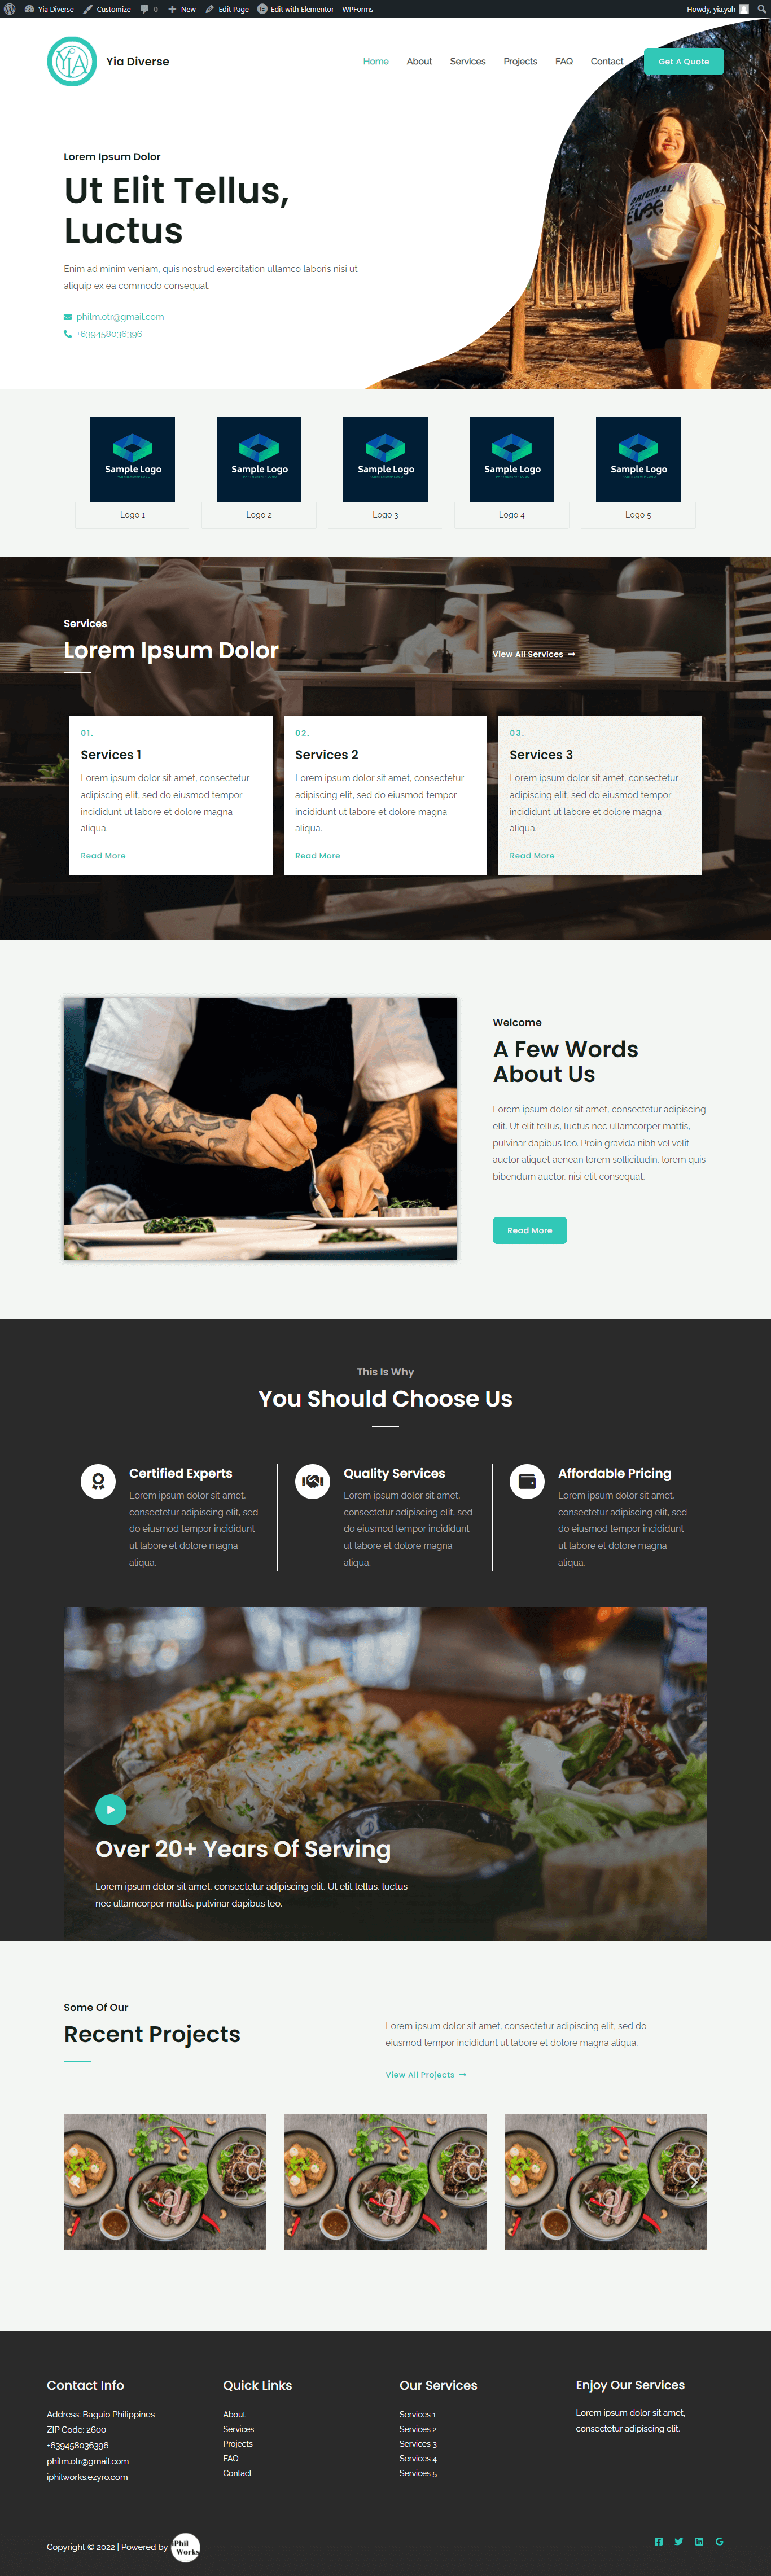 Yia Diverse
Customize
0
New
Edit Page
Edit with Elementor
WPForms
Howdy, yia.yah
YIA
Yia Diverse
Home
About
Services
Projects
FAQ
Contact
Get A Quote
Lorem Ipsum Dolor
Ut Elit Tellus,
Luctus
Enim ad minim veniam, quis nostrud exercitation ullamco laboris nisi ut
aliquip ex ea commodo consequat.
philm.otr@gmail.com
+639458036396
ORIGINAL
Sample Logo
Sample Logo
Sample Logo
Sample Logo
Sample Logo
Logo 1
Logo 2
Logo 3
Logo 4
Logo 5
Services
Lorem Ipsum Dolor
View All Services
01.
Services 1
Lorem ipsum dolor sit amet, consectetur
adipiscing elit, sed do eiusmod tempor
incididunt ut labore et dolore magna
aliqua.
Read More
02.
Services 2
Lorem ipsum dolor sit amet, consectetur
adipiscing elit, sed do eiusmod tempor
incididunt ut labore et dolore magna
aliqua.
Read More
03.
Services 3
Lorem ipsum dolor sit amet, consectetur
adipiscing elit, sed do eiusmod tempor
incididunt ut labore et dolore magna
aliqua.
Read More
Welcome
A Few Words
About Us
Lorem ipsum dolor sit amet, consectetur adipiscing
elit. Ut elit tellus, luctus nec ullamcorper mattis,
pulvinar dapibus leo. Proin gravida nibh vel velit
auctor aliquet aenean lorem sollicitudin, lorem quis
bibendum auctor, nisi elit consequat.
Read More
This Is Why
You Should Choose Us
Certified Experts
Lorem ipsum dolor sit amet,
consectetur adipiscing elit, sed
do eiusmod tempor incididunt
ut labore et dolore magna
aliqua.
Quality Services
Lorem ipsum dolor sit amet,
consectetur adipiscing elit, sed
do eiusmod tempor incididunt
ut labore et dolore magna
aliqua.
Affordable Pricing
Lorem ipsum dolor sit amet,
consectetur adipiscing elit, sed
do eiusmod tempor incididunt
ut labore et dolore magna
aliqua.
Over 20+ Years Of Serving
Lorem ipsum dolor sit amet, consectetur adipiscing elit. Ut elit tellus, luctus
nec ullamcorper mattis, pulvinar dapibus leo.
Some Of Our
Recent Projects
Lorem ipsum dolor sit amet, consectetur adipiscing elit, sed do
eiusmod tempor incididunt ut labore et dolore magna aliqua.
View All Projects
Contact Info
Address: Baguio Philippines
ZIP Code: 2600
+639458036396
philm.otr@gmail.com
iphilworks.ezyro.com
Quick Links
About
Services
Projects
FAQ
Contact
Our Services
Services 1
Services 2
Services 3
Services 4
Services 5
Enjoy Our Services
Lorem ipsum dolor sit amet,
consectetur adipiscing elit.
Copyright © 2022 | Powered by
iPhil
Works